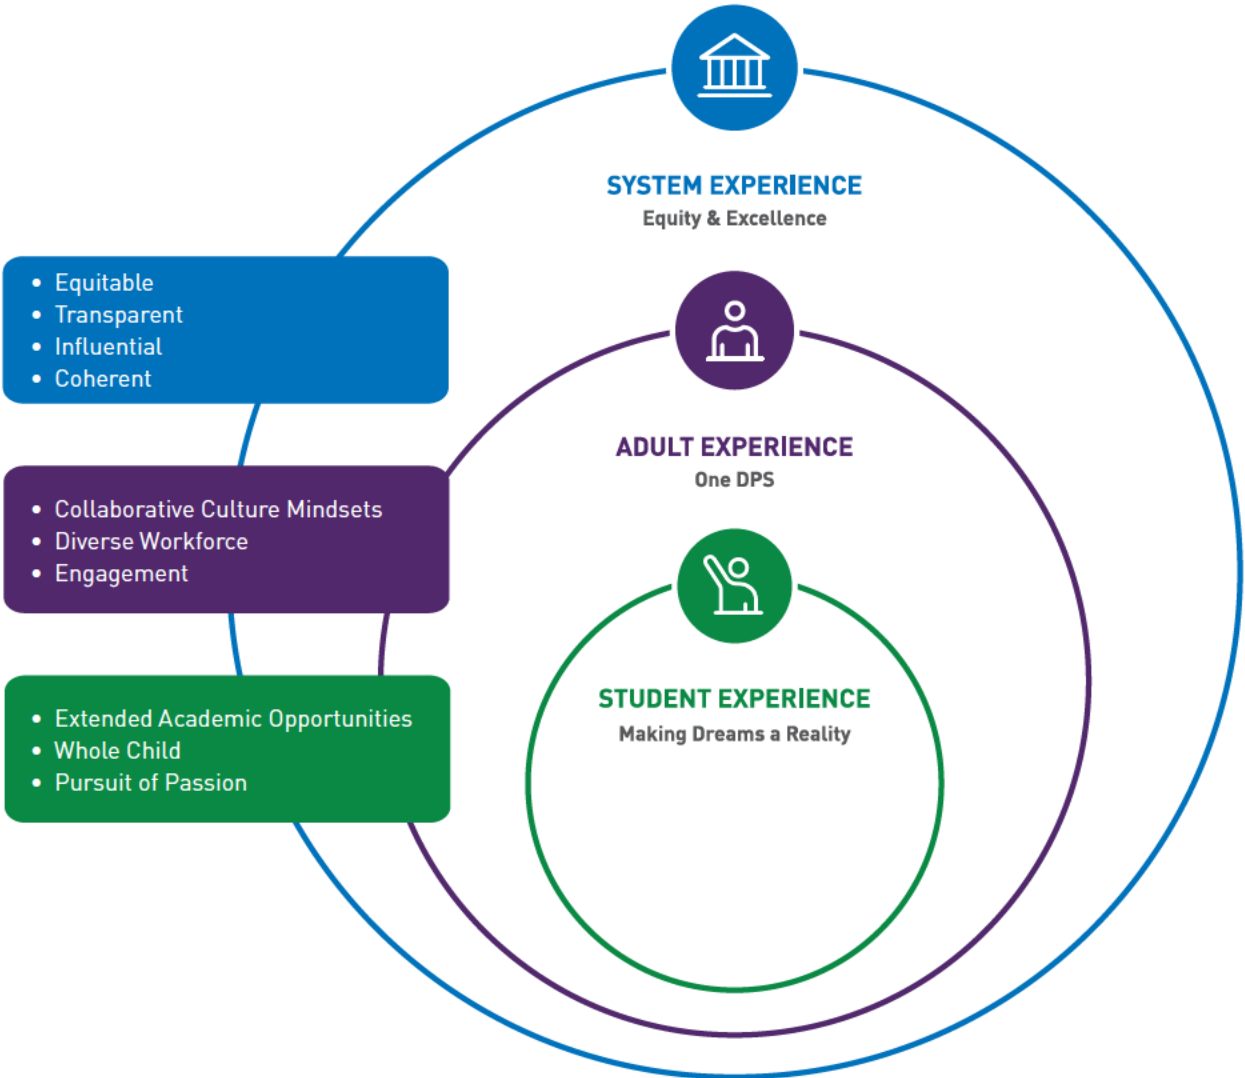 SYSTEM EXPERIENCE
Equity & Excellence
• Equitable
• Transparent
• Influential
• Coherent
ADULT EXPERIENCE
One DPS
• Collaborative Culture Mindsets
• Diverse Workforce
• Engagement
STUDENT EXPERIENCE
Making Dreams a Reality
• Extended Academic Opportunities
• Whole Child
• Pursuit of Passion